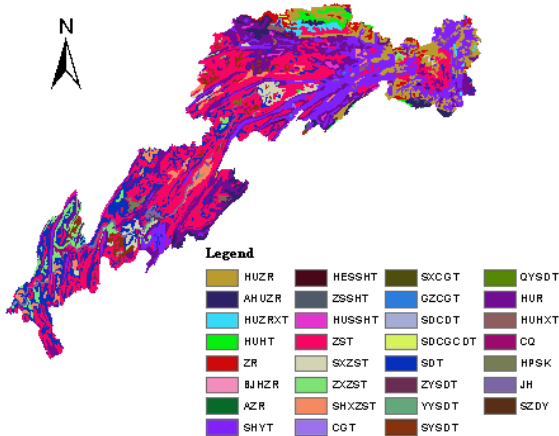 N
Legend
HUZR
AHUZR
HUZRXT
HUHT
ZR
BJHZR
AZR
SHYT
HESSHT
ZSSHT
HUSSHT
ZST
SXZST
ZXZST
SHXZST
CGT
SXCGT
GZCGT
SDCDT
SDCGCDT
SDT
ZYSDT
YYSDT
SYSDT
QYSDT
HUR
HUHXT
CQ
HPSK
JH
SZDY